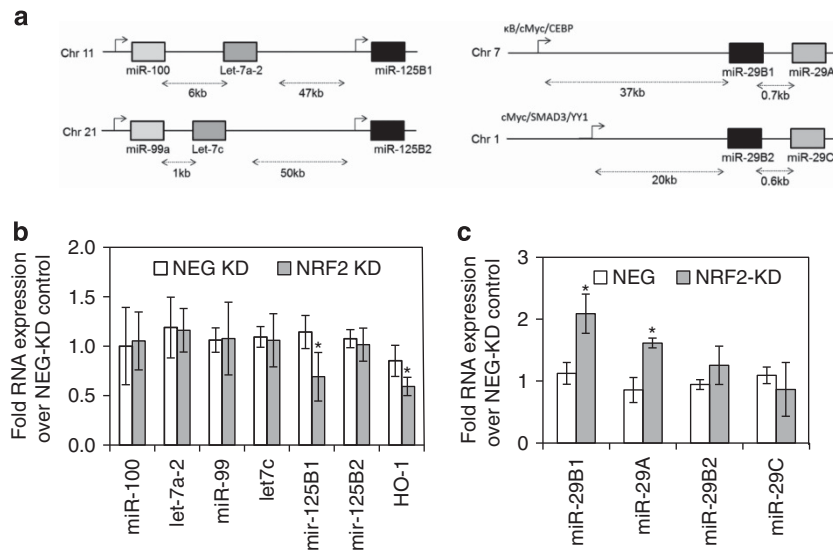 a
Chr 11
miR-100
Let-7a-2
miR-125B1
6kb
47kb
Chr 21
miR-99a
Let-7c
miR-125B2
1kb
50kb
κB/cMyc/CEBP
Chr 7
miR-29B1
miR-29A
37kb
0.7kb
cMyc/SMAD3/YY1
Chr 1
miR-29B2
miR-29C
20kb
0.6kb
b
Fold RNA expression
over NEG-KD control
2.0
1.5
1.0
0.5
0.0
NEG KD
NRF2 KD
*
*
miR-100
let-7a-2
miR-99
let7c
mir-125B1
mir-125B2
HO-1
c
Fold RNA expression
over NEG-KD control
3
2
1
0
NEG
NRF2-KD
*
*
miR-29B1
miR-29A
miR-29B2
miR-29C